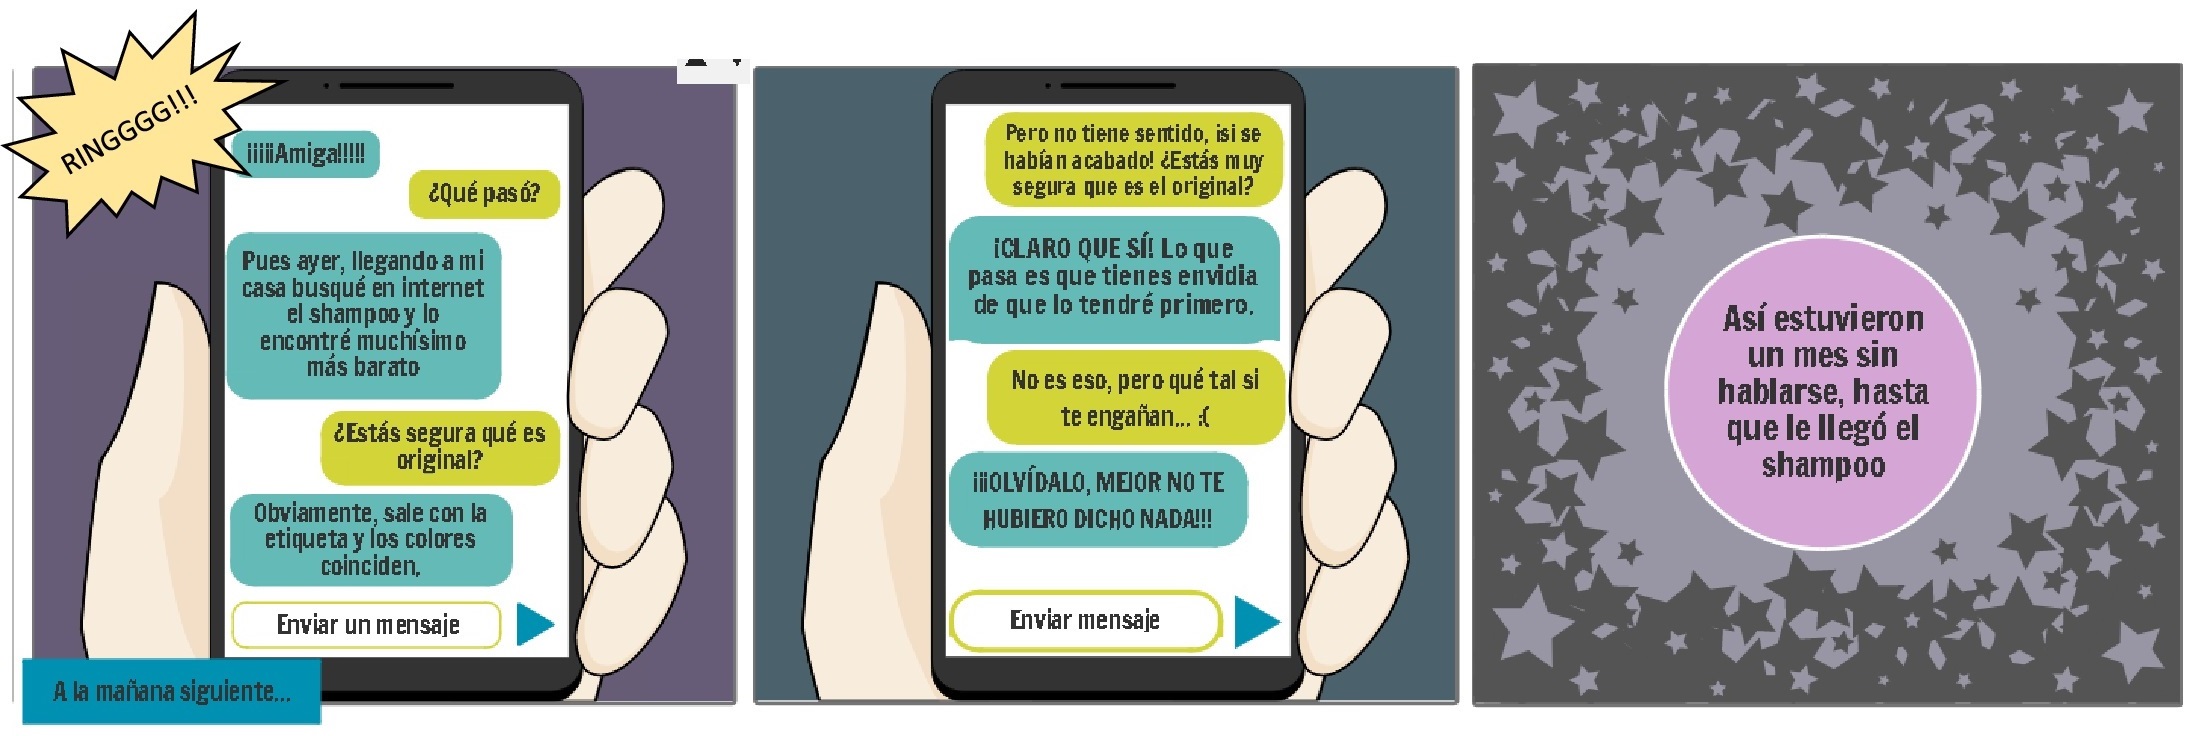 RINGGGG!!!
¡¡¡¡¡Amiga!!!!!
¿Qué pasó?
Pues ayer, llegando a mi
casa busqué en internet
el shampoo y lo
encontré muchísimo
más barato
¿Estás segura qué es
original?
Obviamente, sale con la
etiqueta y los colores
coinciden.
Enviar un mensaje
A la mañana siguiente...
Pero no tiene sentido, ¡si se
habían acabado! ¿Estás muy
segura que es el original?
¡CLARO QUE SÍ! Lo que
pasa es que tienes envidia
de que lo tendré primero.
No es eso, pero qué tal si
te engañan... :(
¡¡¡OLVÍDALO, MEJOR NO TE
HUBIERO DICHO NADA!!!
Enviar mensaje
Así estuvieron
un mes sin
hablarse, hasta
que le llegó el
shampoo